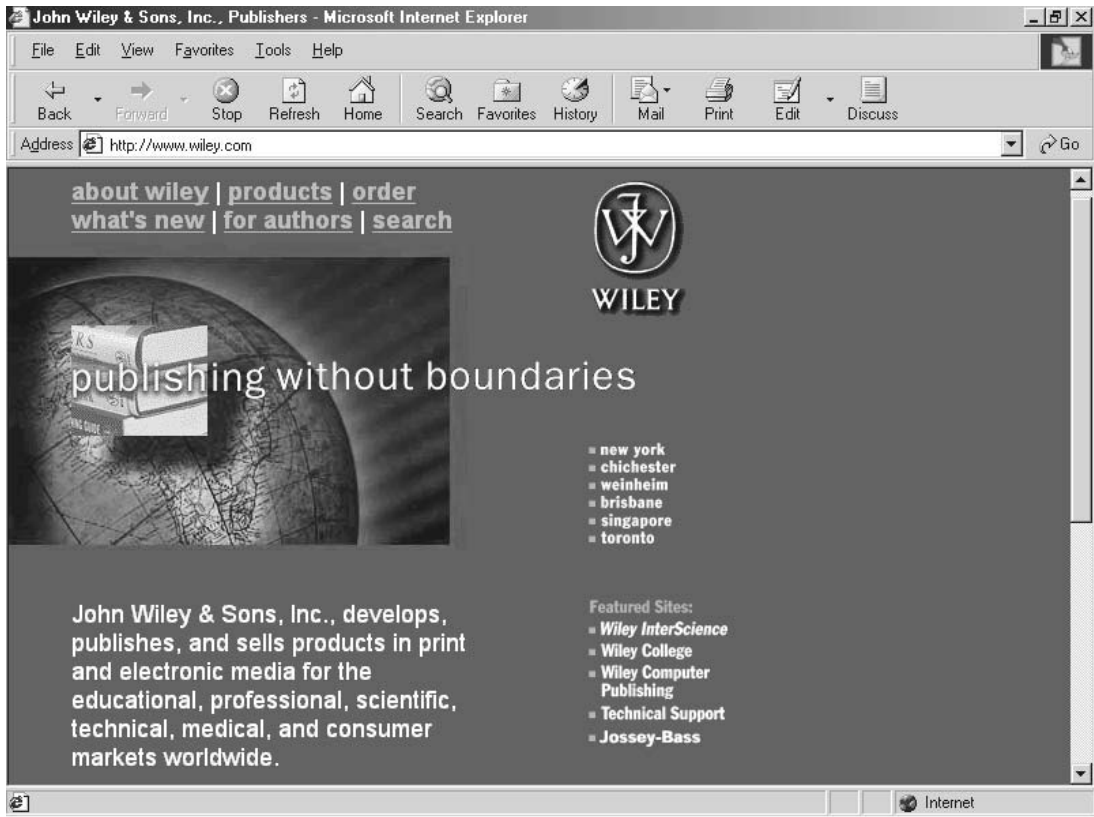 John Wiley & Sons, Inc., Publishers - Microsoft Internet Explorer
File Edit View Favorites Tools Help
Back Forward Stop Refresh Home Search Favorites History Mail Print Edit Discuss
Address http://www.wiley.com Go
about wiley | products | order
what's new | for authors | search
JW
WILEY
RS
publishing without boundaries
new york
chichester
weinheim
brisbane
singapore
toronto
John Wiley & Sons, Inc., develops,
publishes, and sells products in print
and electronic media for the
educational, professional, scientific,
technical, medical, and consumer
markets worldwide.
Featured Sites:
Wiley InterScience
Wiley College
Wiley Computer
Publishing
Technical Support
Jossey-Bass
Internet